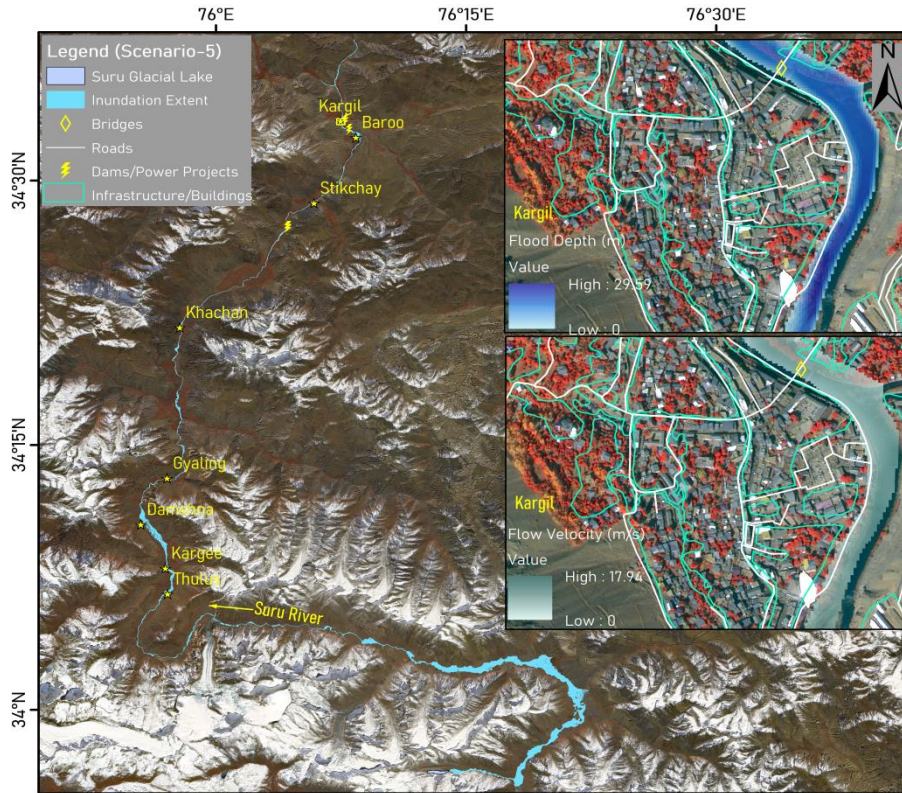 76°E
76°15'E
76°30'E
Legend (Scenario-5)
Suru Glacial Lake
Inundation Extent
Bridges
Roads
Dams/Power Projects
Infrastructure/Buildings
N
Kargil
Baroo
34°30'N
Stikchay
Khachan
34°15'N
Gyaling
Kargee
Thulus
Suru River
34°N
Kargil
Flood Depth (m)
Value
High : 29.59
Low : 0
Kargil
Flow Velocity (m/s)
Value
High : 17.94
Low : 0